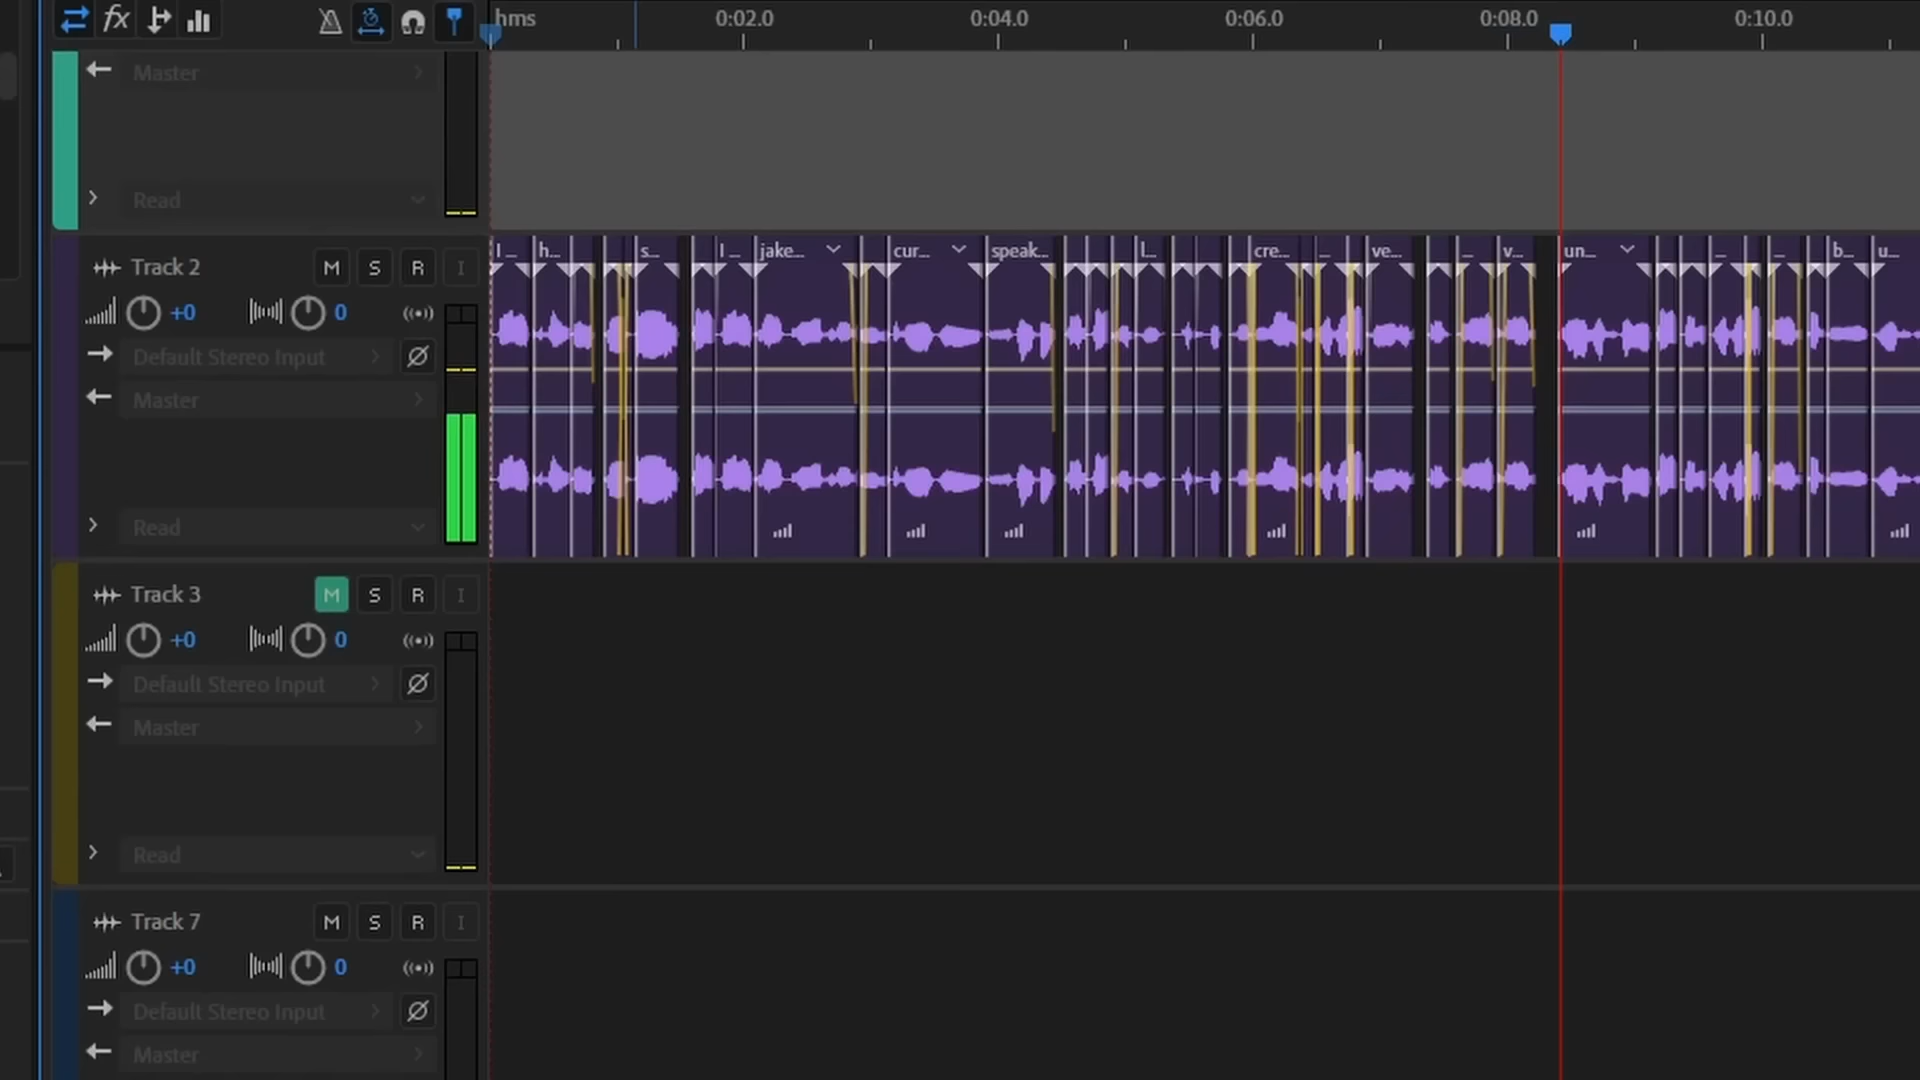 fx hms 0:02.0 0:04.0 0:06.0 0:08.0 0:10.0
Master
Read
I ... h... s... I ... jake... cur... speak... l... cre... ... ve... ... v... un... ... ... b... u...
Track 2 M S R I
+0 0
Default Stereo Input
Master
Read
Track 3 M S R I
+0 0
Default Stereo Input
Master
Read
Track 7 M S R I
+0 0
Default Stereo Input
Master